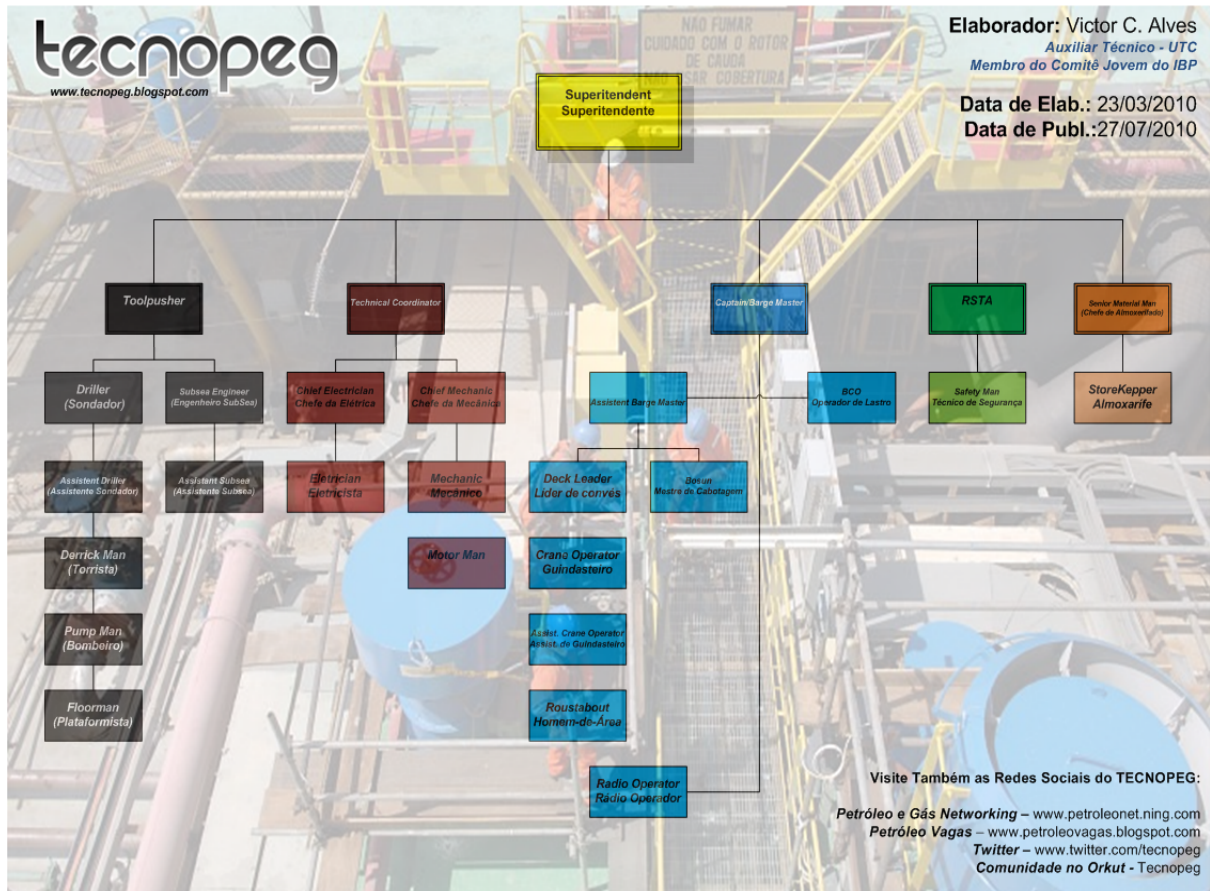 tecnopeg
www.tecnopeg.blogspot.com
Elaborador: Victor C. Alves
Auxiliar Técnico - UTC
Membro do Comitê Jovem do IBP
Data de Elab.: 23/03/2010
Data de Publ.:27/07/2010
NÃO FUMAR
CUIDADO COM O ROTOR
DE CAUDA
NÃO USAR COBERTURA
Superitendent
Superitendente
Toolpusher
Technical Coordinator
Captain/Barge Master
RSTA
Senior Material Man
(Chefe de Almoxerifado)
Driller
(Sondador)
Subsea Engineer
(Engenheiro SubSea)
Chief Electrician
Chefe da Elétrica
Chief Mechanic
Chefe da Mecânica
Assistent Barge Master
BCO
Operador de Lastro
Safety Man
Técnico de Segurança
StoreKepper
Almoxarife
Assistent Driller
(Assistente Sondador)
Assistant Subsea
(Assistente Subsea)
Eletrician
Eletricista
Mechanic
Mecânico
Deck Leader
Líder de convés
Bosun
Mestre de Cabotagem
Derrick Man
(Torrista)
Motor Man
Crane Operator
Guindasteiro
Pump Man
(Bombeiro)
Assist. Crane Operator
Assist. de Guindasteiro
Floorman
(Plataformista)
Roustabout
Homem-de-Área
Radio Operator
Rádio Operador
Visite Também as Redes Sociais do TECNOPEG:
Petróleo e Gás Networking – www.petroleonet.ning.com
Petróleo Vagas – www.petroleovagas.blogspot.com
Twitter – www.twitter.com/tecnopeg
Comunidade no Orkut - Tecnopeg